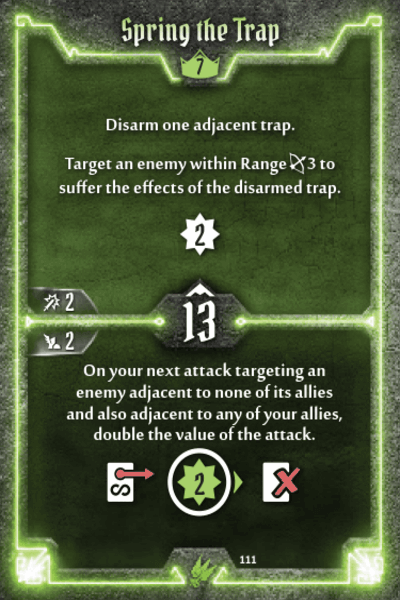 Spring the Trap
7
Disarm one adjacent trap.
Target an enemy within Range 3 to
suffer the effects of the disarmed trap.
2
2
13
2
On your next attack targeting an
enemy adjacent to none of its allies
and also adjacent to any of your allies,
double the value of the attack.
S
2
111